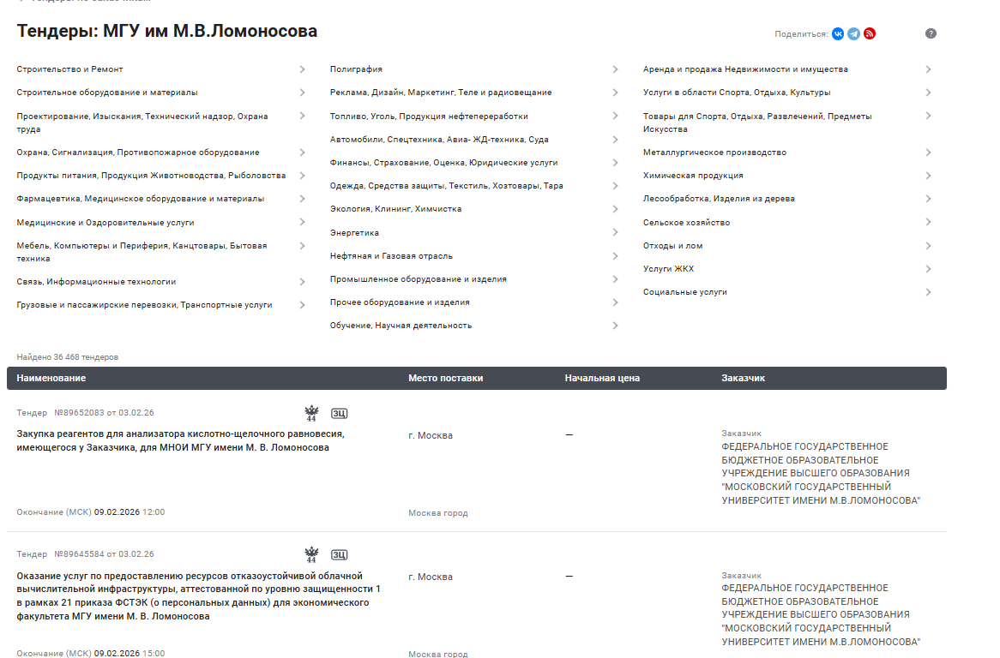 Тендеры: МГУ им М.В.Ломоносова
Поделиться:
?
Строительство и Ремонт
Строительное оборудование и материалы
Проектирование, Изыскания, Технический надзор, Охрана
труда
Охрана, Сигнализация, Противопожарное оборудование
Продукты питания, Продукция Животноводства, Рыболовства
Фармацевтика, Медицинское оборудование и материалы
Медицинские и Оздоровительные услуги
Мебель, Компьютеры и Периферия, Канцтовары, Бытовая
техника
Связь, Информационные технологии
Грузовые и пассажирские перевозки, Транспортные услуги
Полиграфия
Реклама, Дизайн, Маркетинг, Теле и радиовещание
Топливо, Уголь, Продукция нефтепереработки
Автомобили, Спецтехника, Авиа- ЖД-техника, Суда
Финансы, Страхование, Оценка, Юридические услуги
Одежда, Средства защиты, Текстиль, Хозтовары, Тара
Экология, Клининг, Химчистка
Энергетика
Нефтяная и Газовая отрасль
Промышленное оборудование и изделия
Прочее оборудование и изделия
Обучение, Научная деятельность
Аренда и продажа Недвижимости и имущества
Услуги в области Спорта, Отдыха, Культуры
Товары для Спорта, Отдыха, Развлечений, Предметы
Искусства
Металлургическое производство
Химическая продукция
Лесообработка, Изделия из дерева
Сельское хозяйство
Отходы и лом
Услуги ЖКХ
Социальные услуги
Найдено 36 468 тендеров
Наименование Место поставки Начальная цена Заказчик
Тендер №89652083 от 03.02.26 44 ЗЦ
Закупка реагентов для анализатора кислотно-щелочного равновесия,
имеющегося у Заказчика, для МНОИ МГУ имени М. В. Ломоносова
г. Москва
—
Заказчик
ФЕДЕРАЛЬНОЕ ГОСУДАРСТВЕННОЕ
БЮДЖЕТНОЕ ОБРАЗОВАТЕЛЬНОЕ
УЧРЕЖДЕНИЕ ВЫСШЕГО ОБРАЗОВАНИЯ
"МОСКОВСКИЙ ГОСУДАРСТВЕННЫЙ
УНИВЕРСИТЕТ ИМЕНИ М.В.ЛОМОНОСОВА"
Окончание (МСК) 09.02.2026 12:00
Москва город
Тендер №89645584 от 03.02.26 44 ЗЦ
Оказание услуг по предоставлению ресурсов отказоустойчивой облачной
вычислительной инфраструктуры, аттестованной по уровню защищенности 1
в рамках 21 приказа ФСТЭК (о персональных данных) для экономического
факультета МГУ имени М. В. Ломоносова
г. Москва
—
Заказчик
ФЕДЕРАЛЬНОЕ ГОСУДАРСТВЕННОЕ
БЮДЖЕТНОЕ ОБРАЗОВАТЕЛЬНОЕ
УЧРЕЖДЕНИЕ ВЫСШЕГО ОБРАЗОВАНИЯ
"МОСКОВСКИЙ ГОСУДАРСТВЕННЫЙ
УНИВЕРСИТЕТ ИМЕНИ М.В.ЛОМОНОСОВА"
Окончание (МСК) 09.02.2026 15:00
Москва город